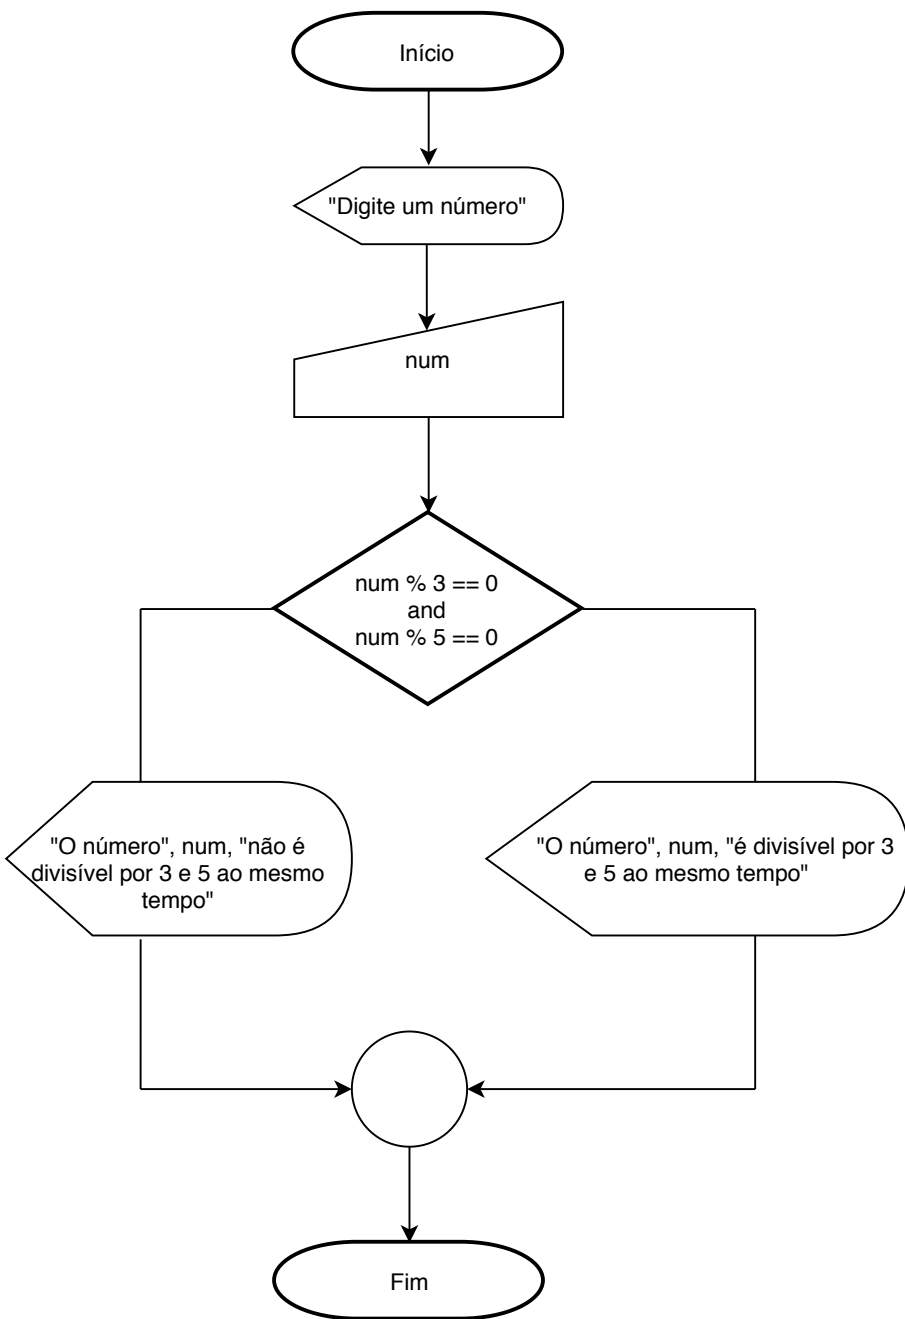 Início
"Digite um número"
num
num % 3 == 0
and
num % 5 == 0
"O número", num, "não é
divisível por 3 e 5 ao mesmo
tempo"
"O número", num, "é divisível por 3
e 5 ao mesmo tempo"
Fim